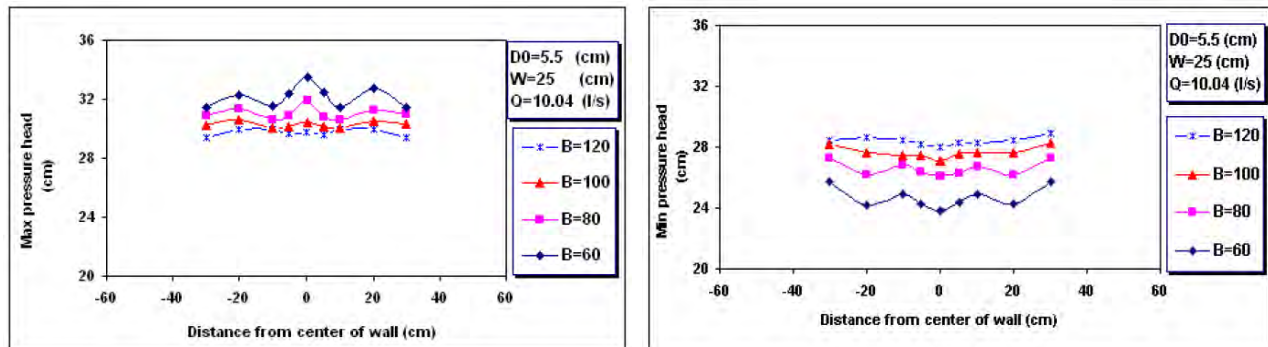 36
32
28
24
20
Max pressure head
(cm)
-60 -40 -20 0 20 40 60
Distance from center of wall (cm)
D0=5.5 (cm)
W=25 (cm)
Q=10.04 (l/s)
B=120
B=100
B=80
B=60
36
32
28
24
20
Min pressure head
(cm)
-60 -40 -20 0 20 40 60
Distance from center of wall (cm)
D0=5.5 (cm)
W=25 (cm)
Q=10.04 (l/s)
B=120
B=100
B=80
B=60